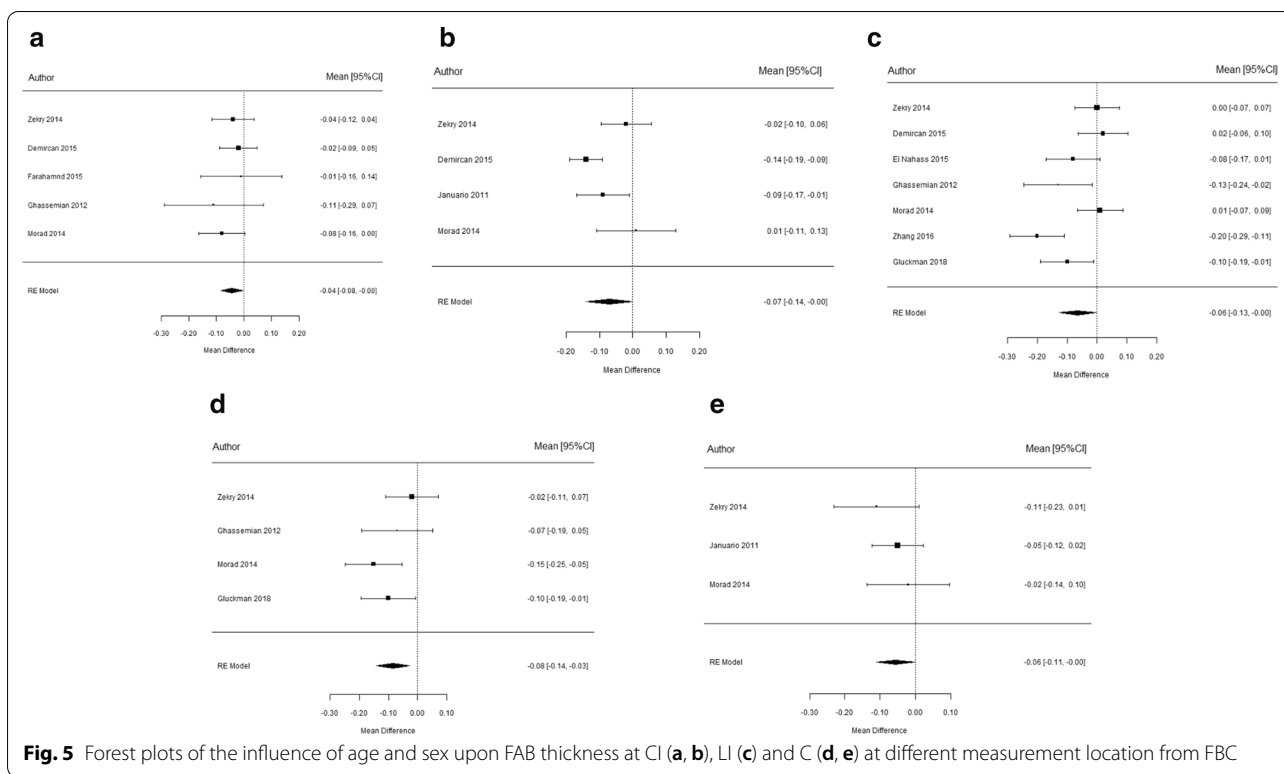 a
Author Mean [95%CI]
Zekry 2014 -0.04 [-0.12, 0.04]
Demircan 2015 -0.02 [-0.09, 0.05]
Farahamnd 2015 -0.01 [-0.16, 0.14]
Ghassemian 2012 -0.11 [-0.29, 0.07]
Morad 2014 -0.08 [-0.16, 0.00]
RE Model -0.04 [-0.08, -0.00]
-0.30 -0.20 -0.10 0.00 0.10 0.20
Mean Difference
b
Author Mean [95%CI]
Zekry 2014 -0.02 [-0.10, 0.06]
Demircan 2015 -0.14 [-0.19, -0.09]
Januario 2011 -0.09 [-0.17, -0.01]
Morad 2014 0.01 [-0.11, 0.13]
RE Model -0.07 [-0.14, -0.00]
-0.20 -0.10 0.00 0.10 0.20
Mean Difference
c
Author Mean [95%CI]
Zekry 2014 0.00 [-0.07, 0.07]
Demircan 2015 0.02 [-0.06, 0.10]
El Nahass 2015 -0.08 [-0.17, 0.01]
Ghassemian 2012 -0.13 [-0.24, -0.02]
Morad 2014 0.01 [-0.07, 0.09]
Zhang 2016 -0.20 [-0.29, -0.11]
Gluckman 2018 -0.10 [-0.19, -0.01]
RE Model -0.06 [-0.13, -0.00]
-0.30 -0.20 -0.10 0.00 0.10 0.20
Mean Difference
d
Author Mean [95%CI]
Zekry 2014 -0.02 [-0.11, 0.07]
Ghassemian 2012 -0.07 [-0.19, 0.05]
Morad 2014 -0.15 [-0.25, -0.05]
Gluckman 2018 -0.10 [-0.19, -0.01]
RE Model -0.08 [-0.14, -0.03]
-0.30 -0.20 -0.10 0.00 0.10
Mean Difference
e
Author Mean [95%CI]
Zekry 2014 -0.11 [-0.23, 0.01]
Januario 2011 -0.05 [-0.12, 0.02]
Morad 2014 -0.02 [-0.14, 0.10]
RE Model -0.06 [-0.11, -0.00]
-0.30 -0.20 -0.10 0.00 0.10
Mean Difference
Fig. 5 Forest plots of the influence of age and sex upon FAB thickness at CI (a, b), LI (c) and C (d, e) at different measurement location from FBC